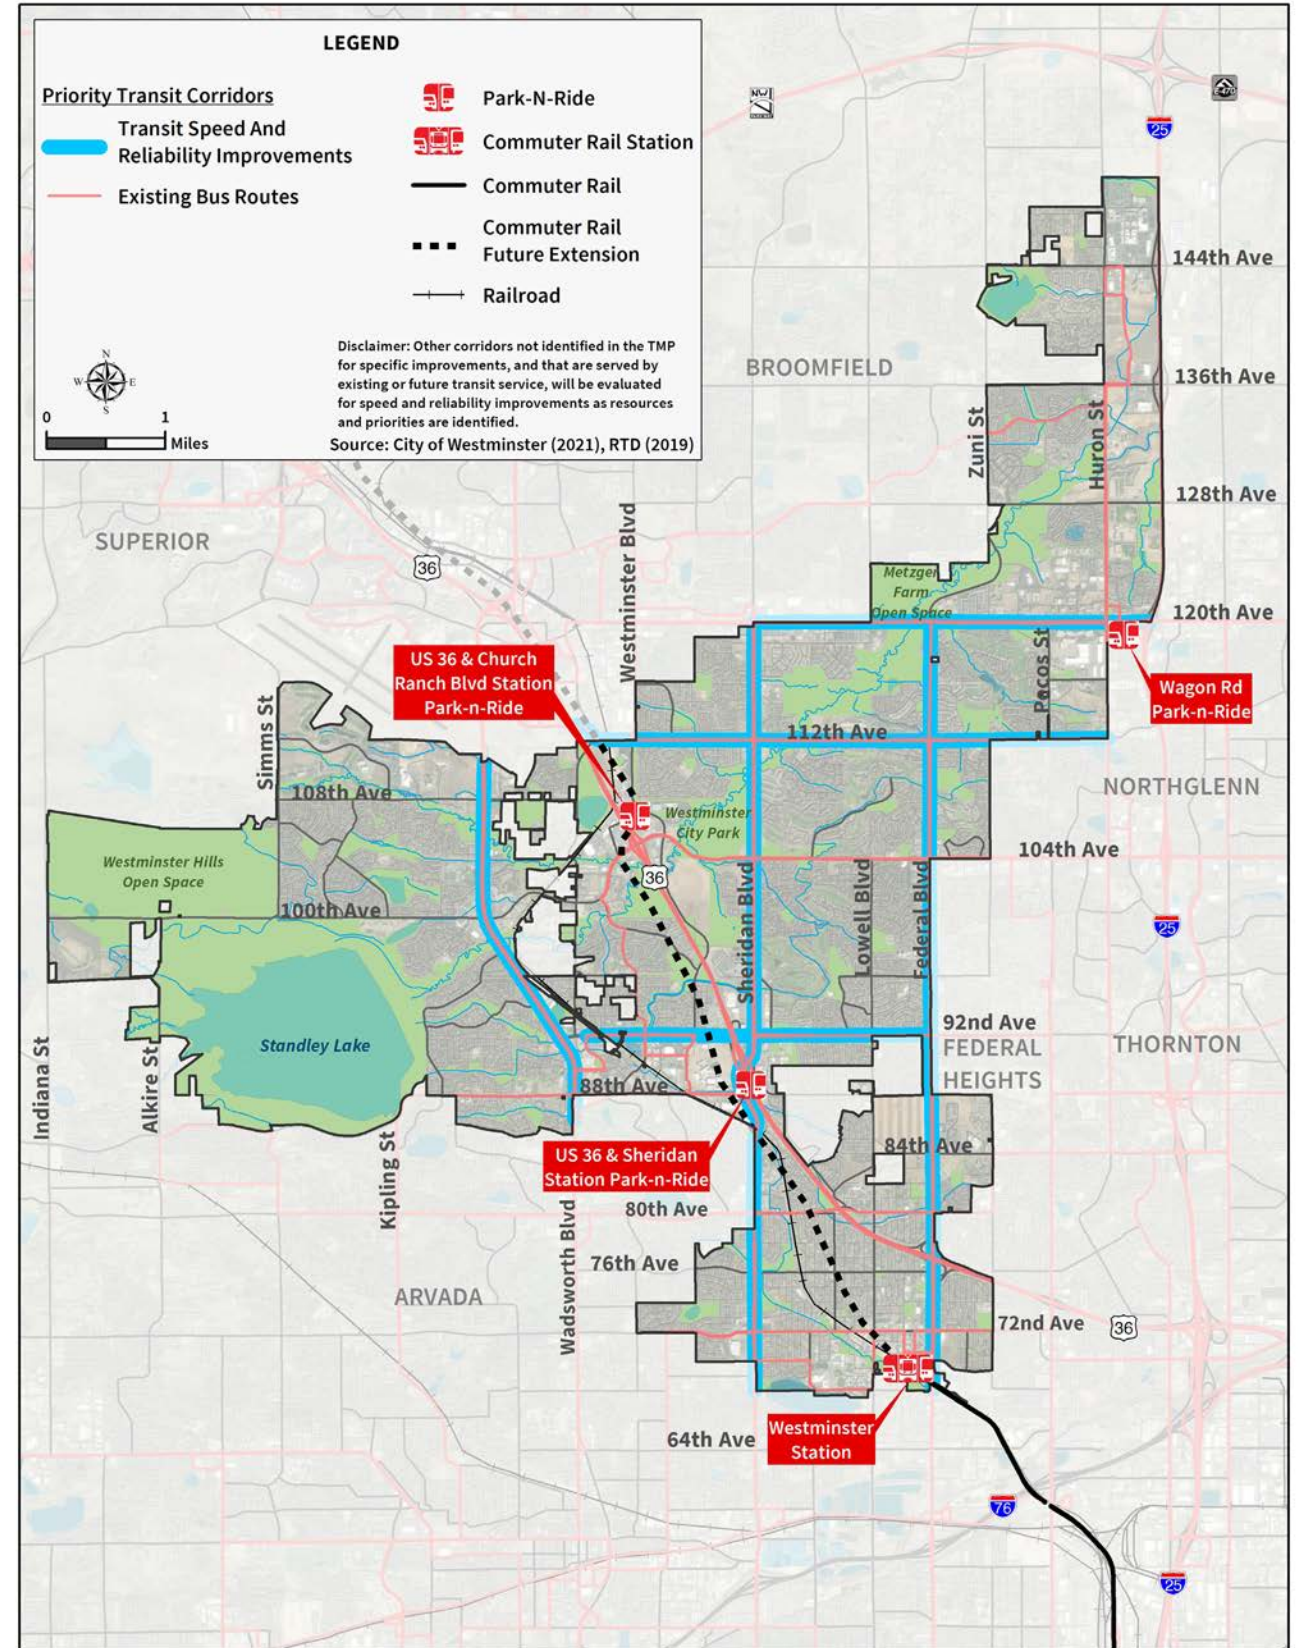 LEGEND
Priority Transit Corridors
Transit Speed And
Reliability Improvements
Existing Bus Routes
Park-N-Ride
Commuter Rail Station
Commuter Rail
Commuter Rail
Future Extension
Railroad
N
W
E
S
0
1
Miles
Disclaimer: Other corridors not identified in the TMP
for specific improvements, and that are served by
existing or future transit service, will be evaluated
for speed and reliability improvements as resources
and priorities are identified.
Source: City of Westminster (2021), RTD (2019)
NW
E-470
25
144th Ave
BROOMFIELD
136th Ave
Zuni St
Huron St
128th Ave
SUPERIOR
36
Westminster Blvd
Metzger
Farm
Open Space
120th Ave
Pecos St
US 36 & Church
Ranch Blvd Station
Park-n-Ride
Wagon Rd
Park-n-Ride
Simms St
112th Ave
NORTHGLENN
108th Ave
Westminster
City Park
104th Ave
Westminster Hills
Open Space
36
100th Ave
Sheridan Blvd
Lowell Blvd
Federal Blvd
25
Standley Lake
92nd Ave
FEDERAL
HEIGHTS
THORNTON
Indiana St
Alkire St
88th Ave
Kipling St
84th Ave
US 36 & Sheridan
Station Park-n-Ride
80th Ave
Wadsworth Blvd
76th Ave
ARVADA
72nd Ave
36
64th Ave
Westminster
Station
76
25